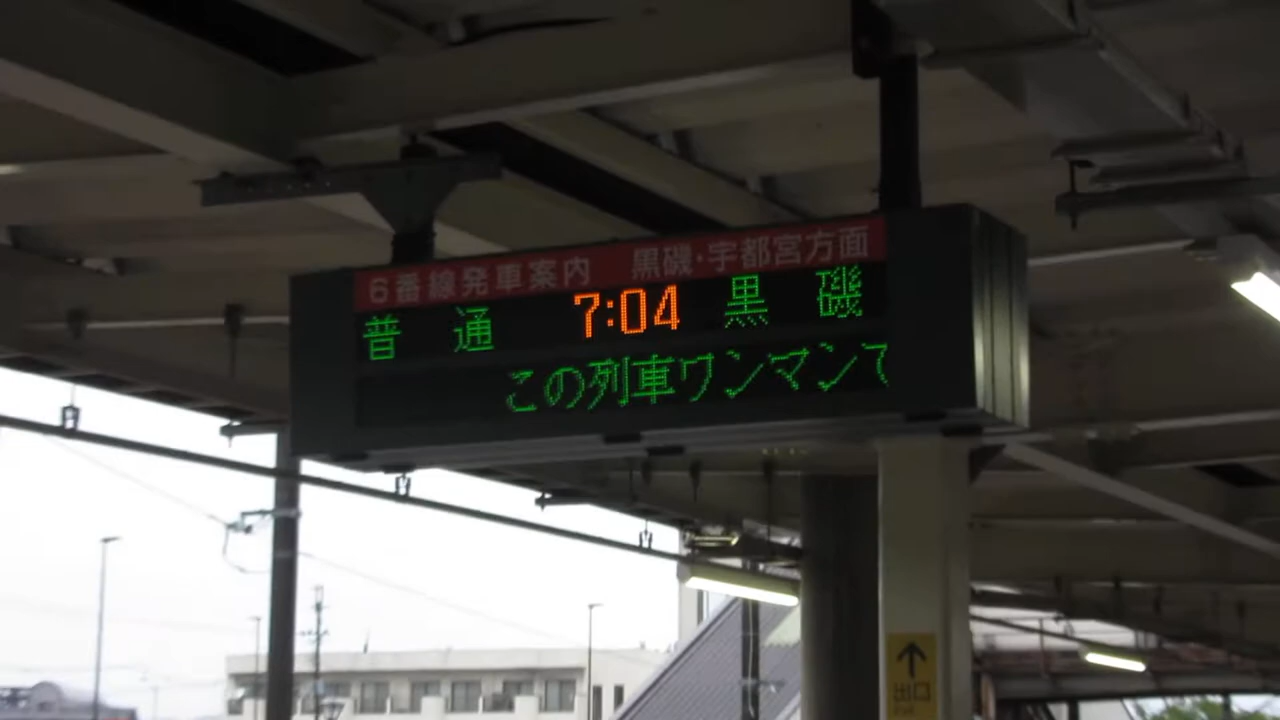 6番線発車案内 黒磯・宇都宮方面
普通 7:04 黒磯
この列車ワンマンで
出口